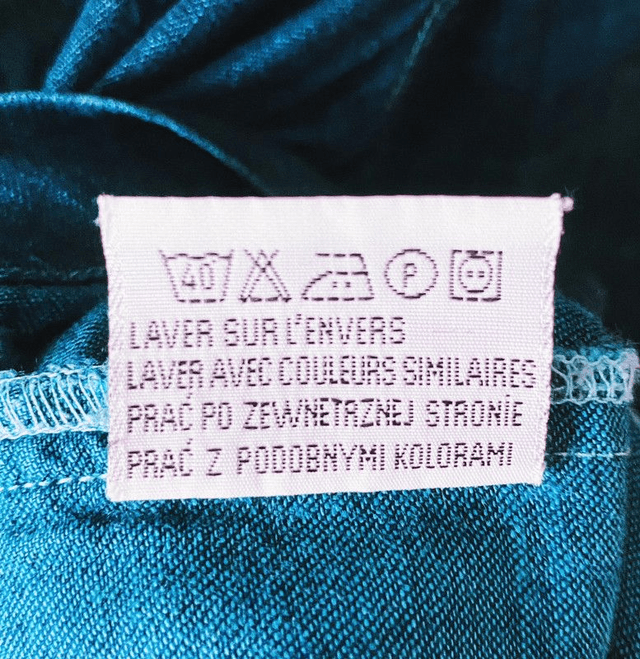 40 P
LAVER SUR L'ENVERS
LAVER AVEC COULEURS SIMILAIRES
PRAĆ PO ZEWNETRZNEJ STRONIE
PRAĆ Z PODOBNYMI KOLORAMI